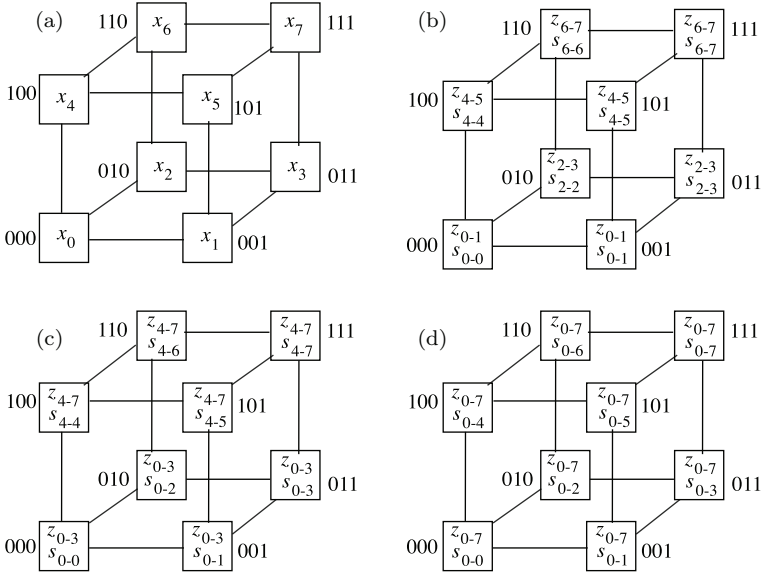 (a)
110 x₆ x₇ 111
100 x₄ x₅ 101
010 x₂ x₃ 011
000 x₀ x₁ 001
(b)
110 z₆₋₇ z₆₋₇ 111
s₆₋₆ s₆₋₇
100 z₄₋₅ z₄₋₅ 101
s₄₋₄ s₄₋₅
010 z₂₋₃ z₂₋₃ 011
s₂₋₂ s₂₋₃
000 z₀₋₁ z₀₋₁ 001
s₀₋₀ s₀₋₁
(c)
110 z₄₋₇ z₄₋₇ 111
s₄₋₆ s₄₋₇
100 z₄₋₇ z₄₋₇ 101
s₄₋₄ s₄₋₅
010 z₀₋₃ z₀₋₃ 011
s₀₋₂ s₀₋₃
000 z₀₋₃ z₀₋₃ 001
s₀₋₀ s₀₋₁
(d)
110 z₀₋₇ z₀₋₇ 111
s₀₋₆ s₀₋₇
100 z₀₋₇ z₀₋₇ 101
s₀₋₄ s₀₋₅
010 z₀₋₇ z₀₋₇ 011
s₀₋₂ s₀₋₃
000 z₀₋₇ z₀₋₇ 001
s₀₋₀ s₀₋₁